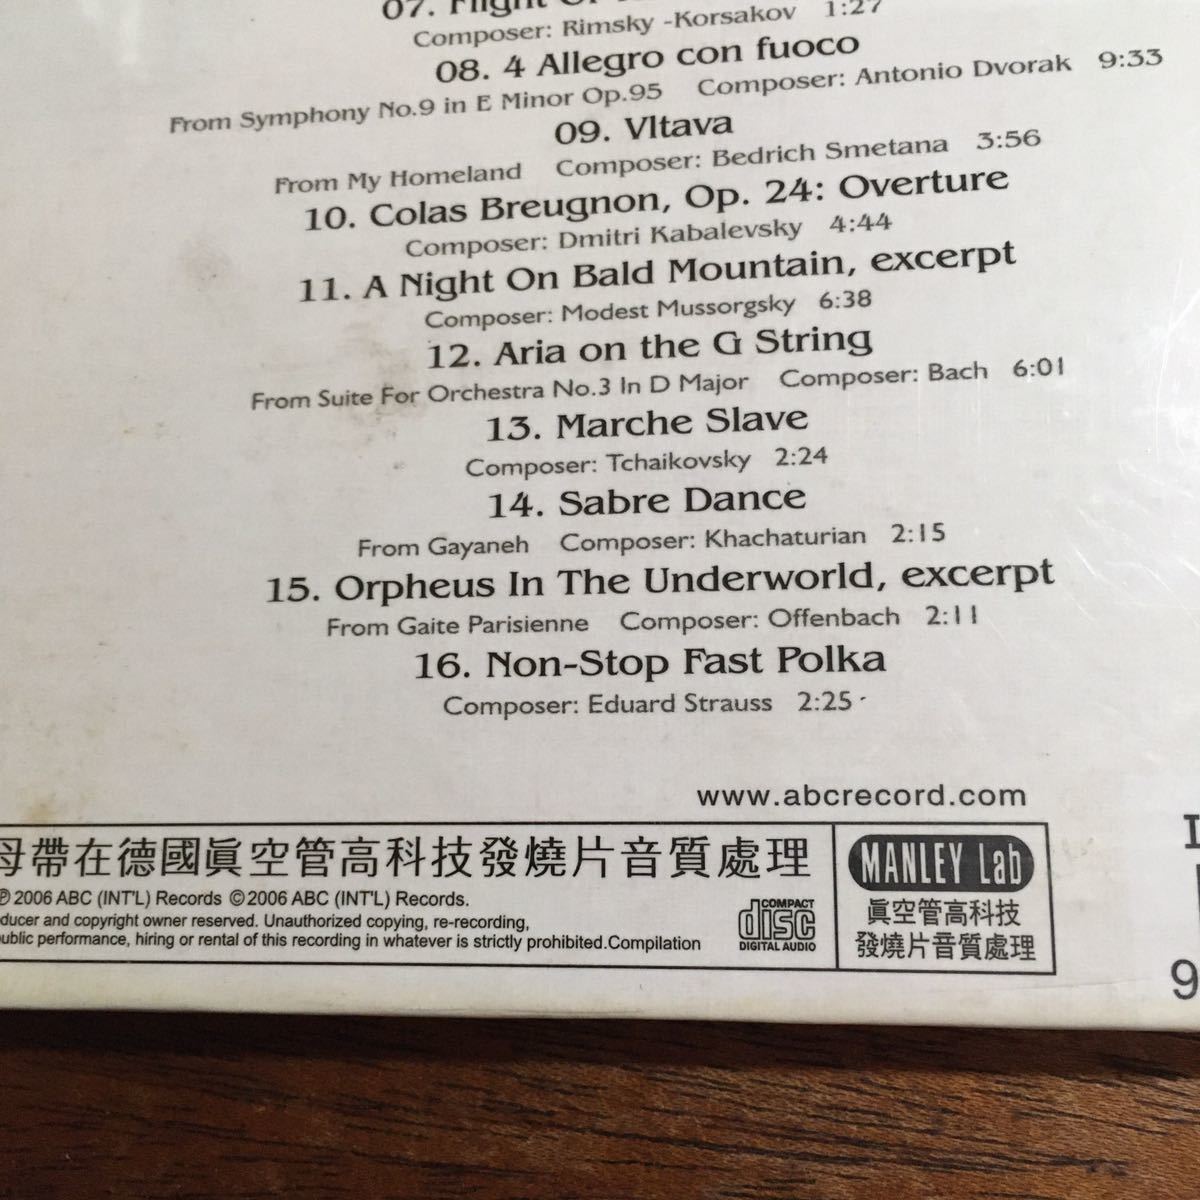 07. Flight Of
Composer: Rimsky -Korsakov 1:27
08. 4 Allegro con fuoco
From Symphony No.9 in E Minor Op.95 Composer: Antonio Dvorak 9:33
09. Vltava
From My Homeland Composer: Bedrich Smetana 3:56
10. Colas Breugnon, Op. 24: Overture
Composer: Dmitri Kabalevsky 4:44
11. A Night On Bald Mountain, excerpt
Composer: Modest Mussorgsky 6:38
12. Aria on the G String
From Suite For Orchestra No.3 In D Major Composer: Bach 6:01
13. Marche Slave
Composer: Tchaikovsky 2:24
14. Sabre Dance
From Gayaneh Composer: Khachaturian 2:15
15. Orpheus In The Underworld, excerpt
From Gaite Parisienne Composer: Offenbach 2:11
16. Non-Stop Fast Polka
Composer: Eduard Strauss 2:25
www.abcrecord.com
母帶在德國眞空管高科技發燒片音質處理
℗2006 ABC (INT'L) Records ©2006 ABC (INT'L) Records.
ducer and copyright owner reserved. Unauthorized copying, re-recording,
ublic performance, hiring or rental of this recording in whatever is strictly prohibited.Compilation
COMPACT
disc
DIGITAL AUDIO
MANLEY Lab
眞空管高科技
發燒片音質處理
9